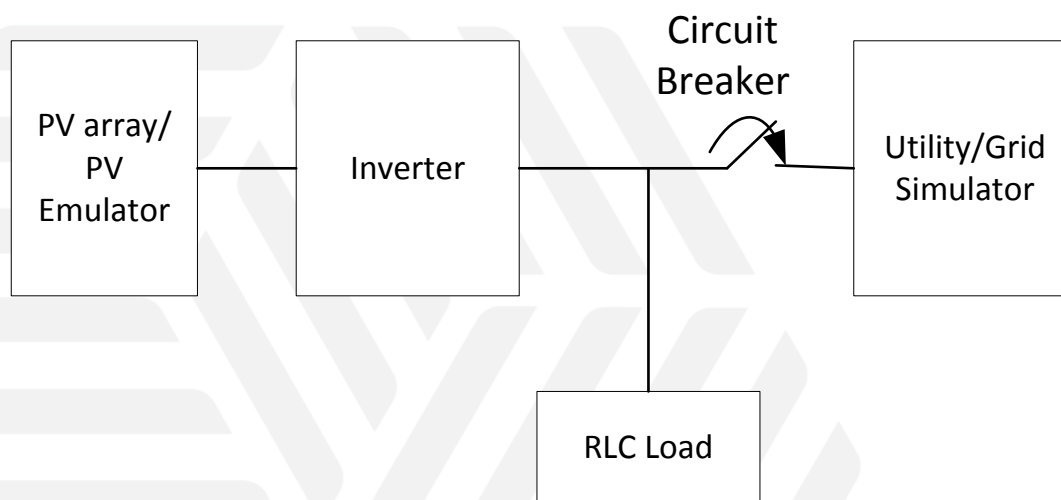 PV array/
PV
Emulator
Inverter
Circuit
Breaker
Utility/Grid
Simulator
RLC Load